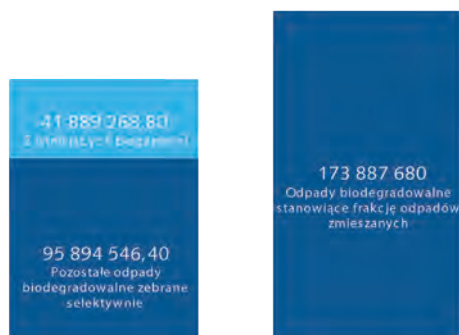 41 889 268,80
95 894 546,40
Pozostałe odpady
biodegradowalne zebrane
selektywnie
173 887 680
Odpady biodegradowalne
stanowiące frakcję odpadów
zmieszanych